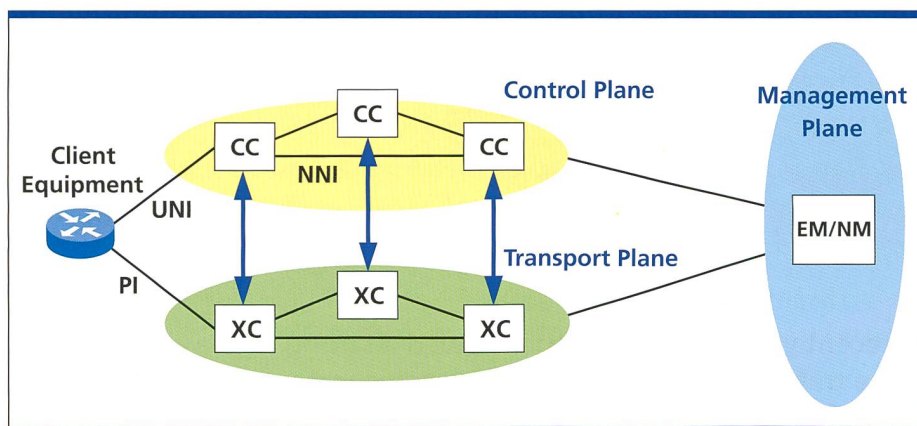 Control Plane
Management
Plane
CC
CC
CC
NNI
Client
Equipment
UNI
EM/NM
Transport Plane
PI
XC
XC
XC